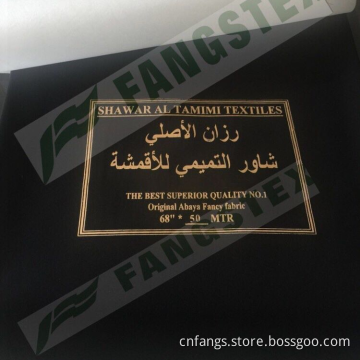 FANGSTEX
SHAWAR AL TAMIMI TEXTILES
رزان الأصلي
شاور التميمي للأقمشة
THE BEST SUPERIOR QUALITY NO.1
Original Abaya Fancy fabric
68" * 50 MTR
FANGSTEX
cnfangs.store.bossgoo.com